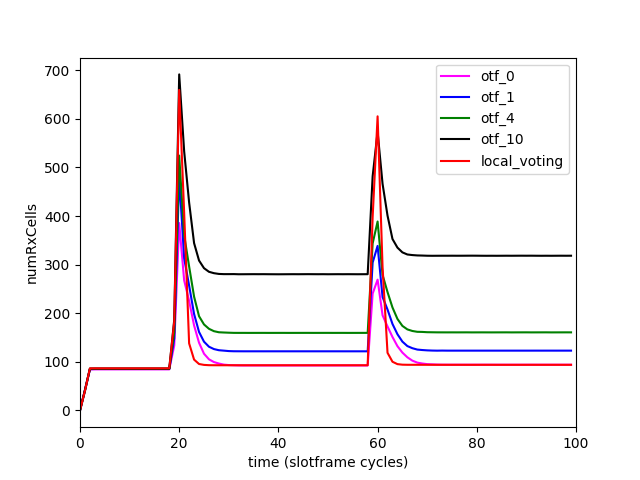 700
600
500
400
300
200
100
0
numRxCells
0 20 40 60 80 100
time (slotframe cycles)
otf_0
otf_1
otf_4
otf_10
local_voting